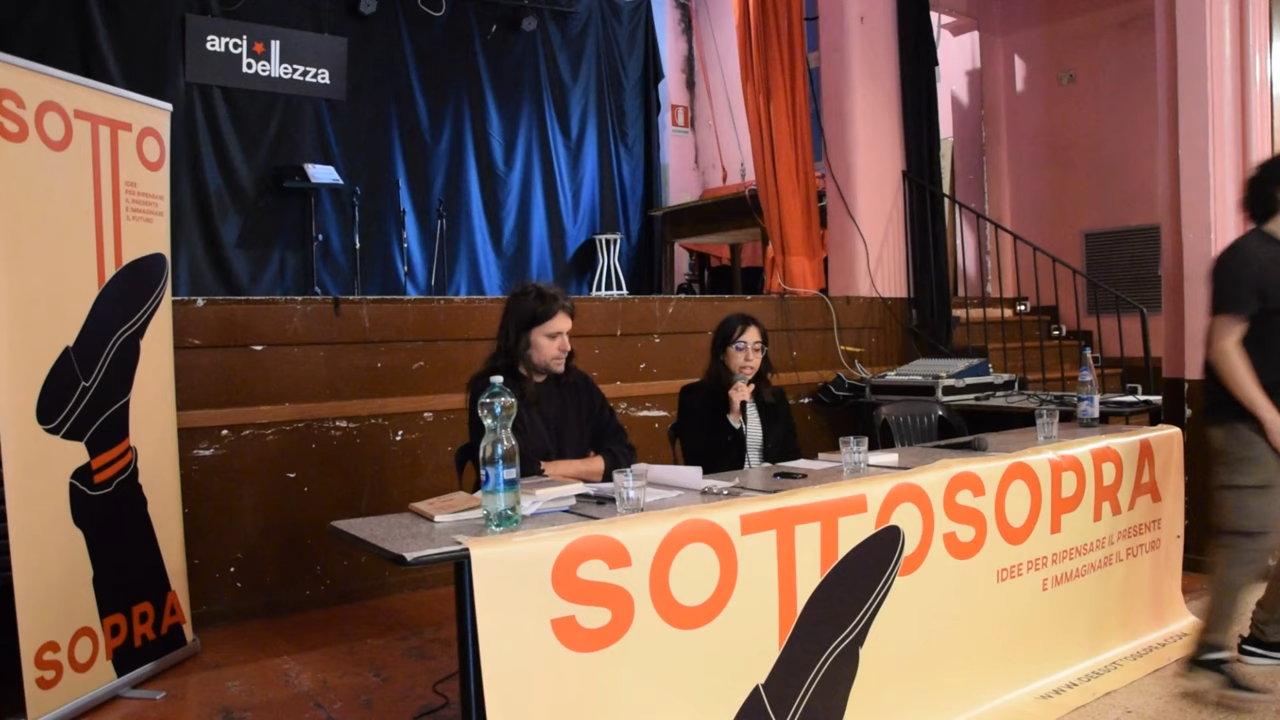 arci
bellezza
SOTTO
IDEE
PER RIPENSARE
IL PRESENTE
E IMMAGINARE
IL FUTURO
SOPRA
SOTTOSOPRA
IDEE PER RIPENSARE IL PRESENTE
E IMMAGINARE IL FUTURO